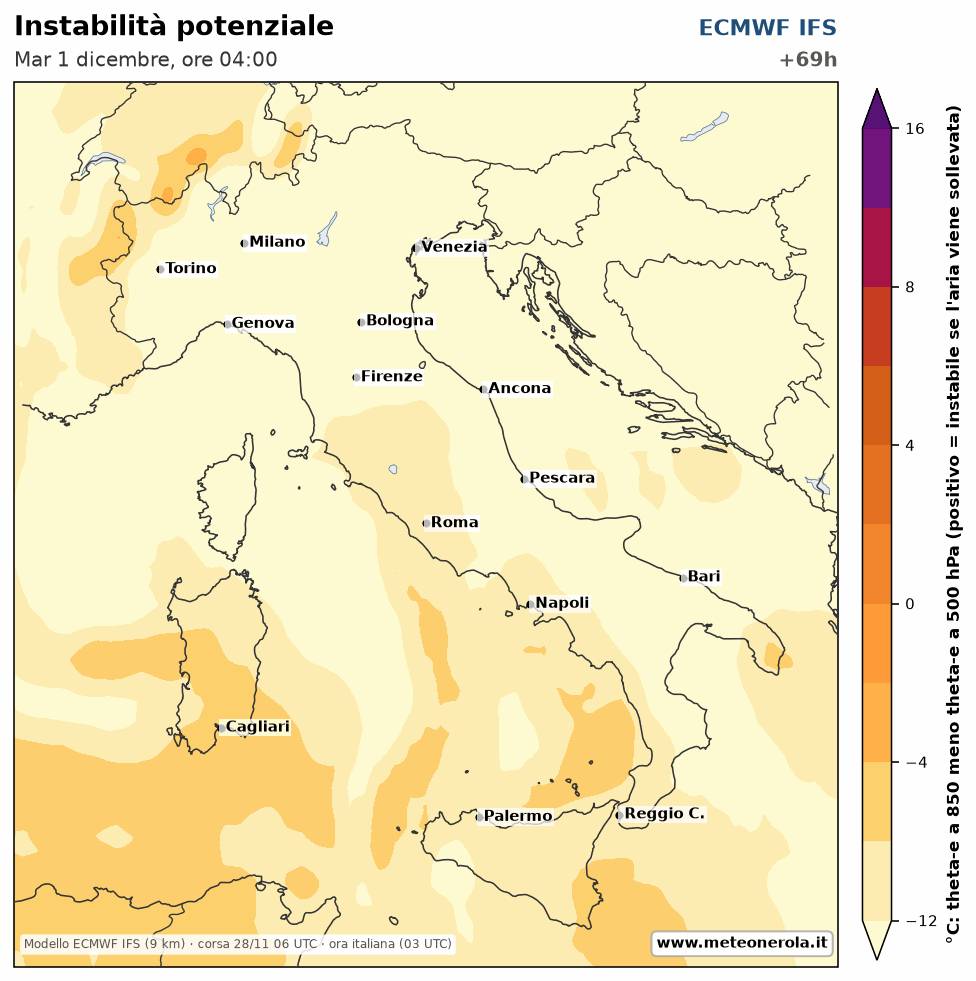 Instabilità potenziale
ECMWF IFS
Mar 1 dicembre, ore 04:00
+69h
Milano
Venezia
Torino
Genova
Bologna
Firenze
Ancona
Pescara
Roma
Bari
Napoli
Cagliari
Palermo
Reggio C.
16
8
4
0
−4
−12
°C: theta-e a 850 meno theta-e a 500 hPa (positivo = instabile se l'aria viene sollevata)
Modello ECMWF IFS (9 km) · corsa 28/11 06 UTC · ora italiana (03 UTC)
www.meteonerola.it